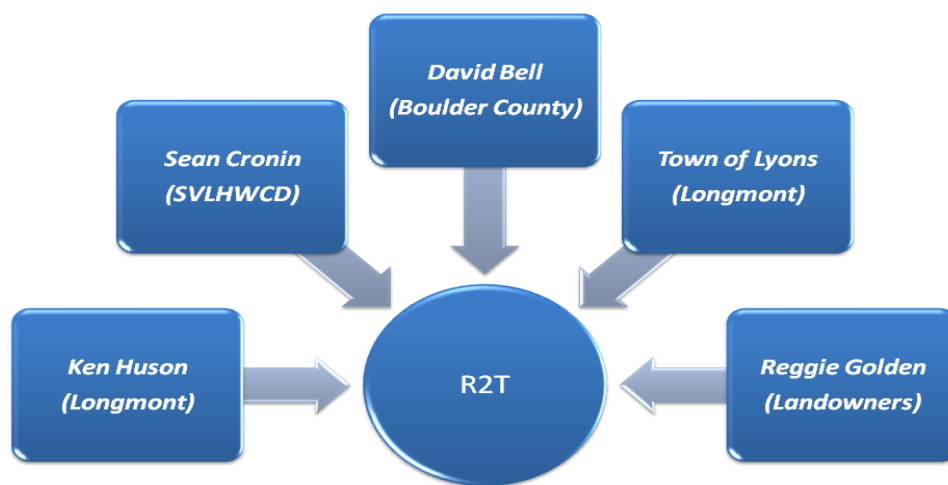 David Bell
(Boulder County)
Sean Cronin
(SVLHWCD)
Town of Lyons
(Longmont)
Ken Huson
(Longmont)
R2T
Reggie Golden
(Landowners)